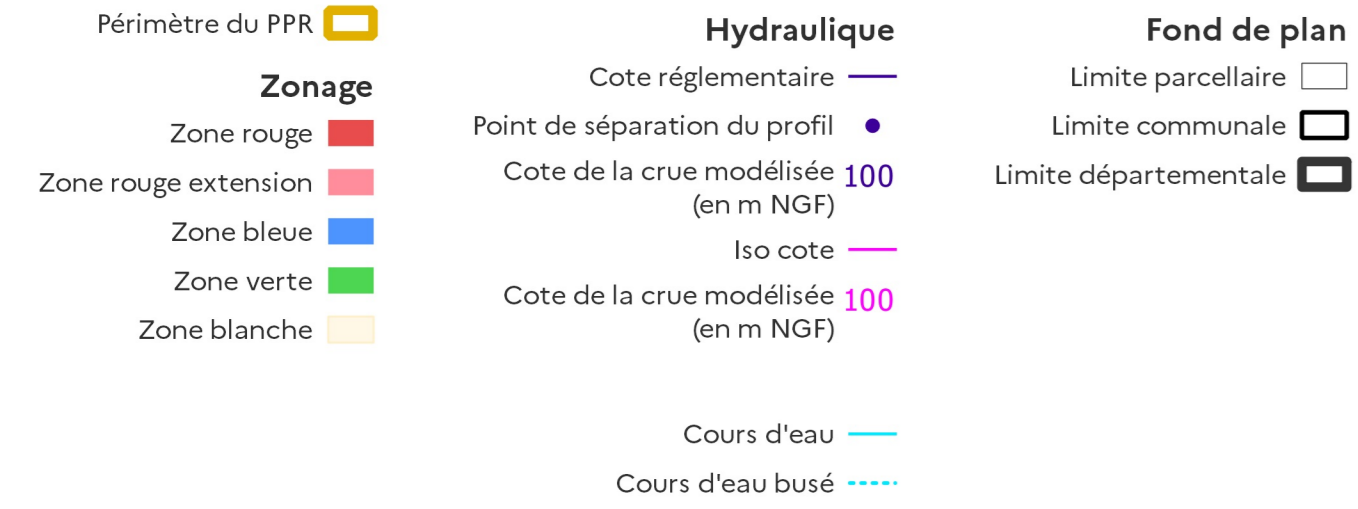 Périmètre du PPR
Zonage
Zone rouge
Zone rouge extension
Zone bleue
Zone verte
Zone blanche
Hydraulique
Cote réglementaire
Point de séparation du profil
Cote de la crue modélisée 100
(en m NGF)
Iso cote
Cote de la crue modélisée 100
(en m NGF)
Cours d'eau
Cours d'eau busé
Fond de plan
Limite parcellaire
Limite communale
Limite départementale